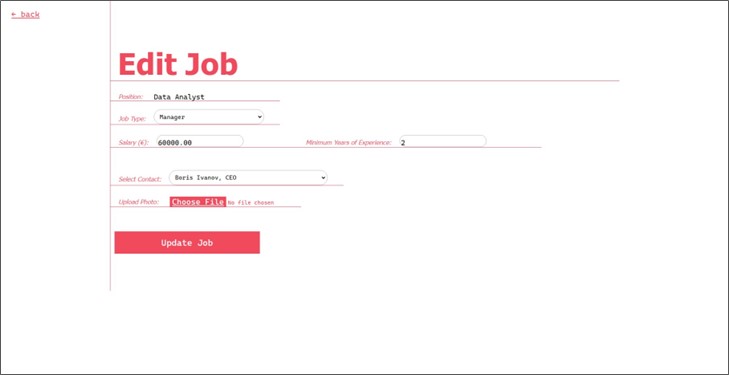 ← back
Edit Job
Position: Data Analyst
Job Type: Manager
Salary (€): 60000.00 Minimum Years of Experience: 2
Select Contact: Boris Ivanov, CEO
Upload Photo: Choose File No file chosen
Update Job